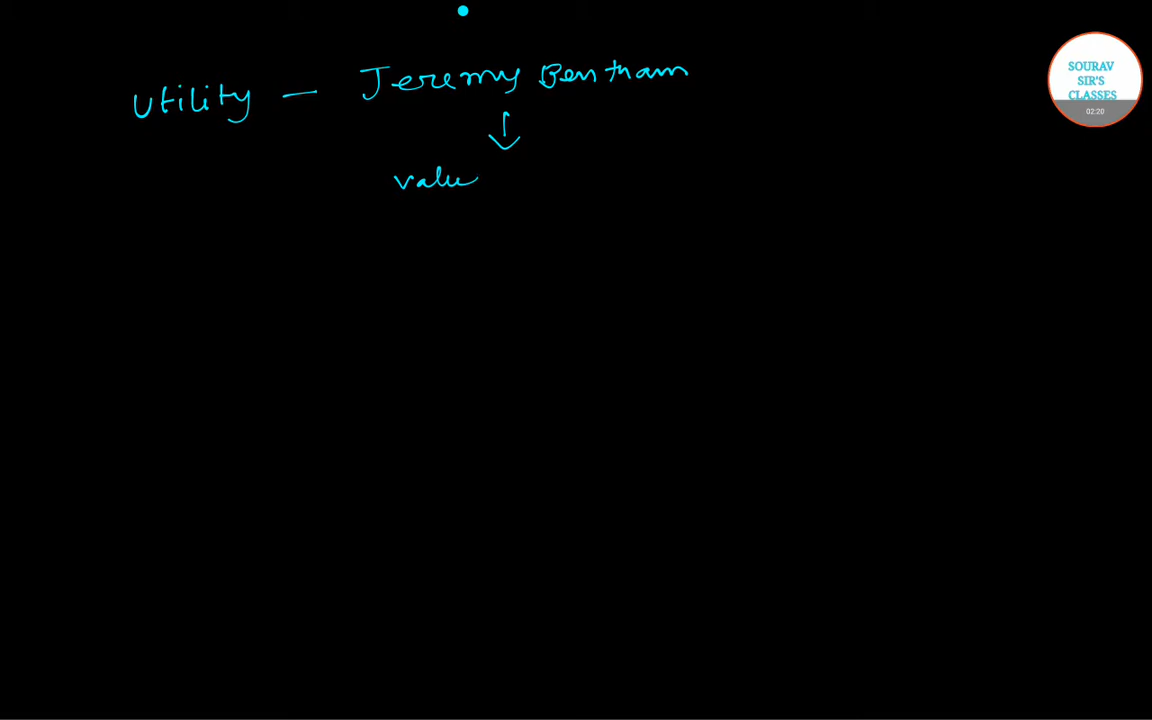 Utility — Jeremy Bentham
↓
value
SOURAV
SIR'S
CLASSES
02:20